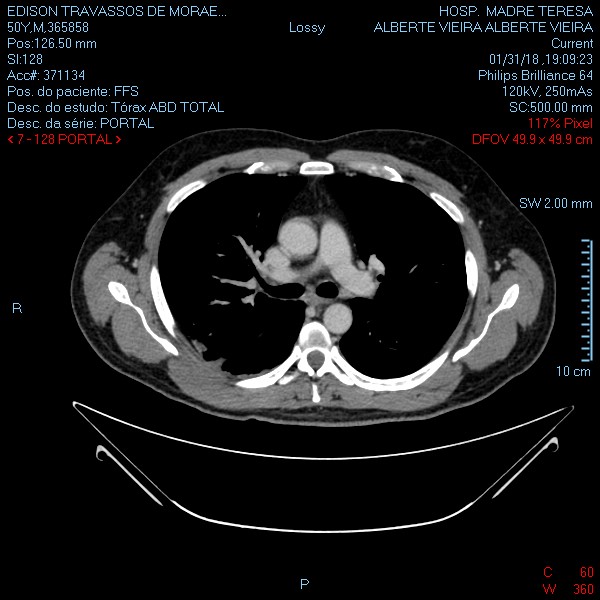 EDISON TRAVASSOS DE MORAE...
50Y,M,365858
Pos:126.50 mm
SI:128
Acc#: 371134
Pos. do paciente: FFS
Desc. do estudo: Tórax ABD TOTAL
Desc. da série: PORTAL
< 7 - 128 PORTAL >
Lossy
HOSP. MADRE TERESA
ALBERTE VIEIRA ALBERTE VIEIRA
Current
01/31/18 ,19:09:23
Philips Brilliance 64
120kV, 250mAs
SC:500.00 mm
117% Pixel
DFOV 49.9 x 49.9 cm
SW 2.00 mm
R
10 cm
P
C 60
W 360